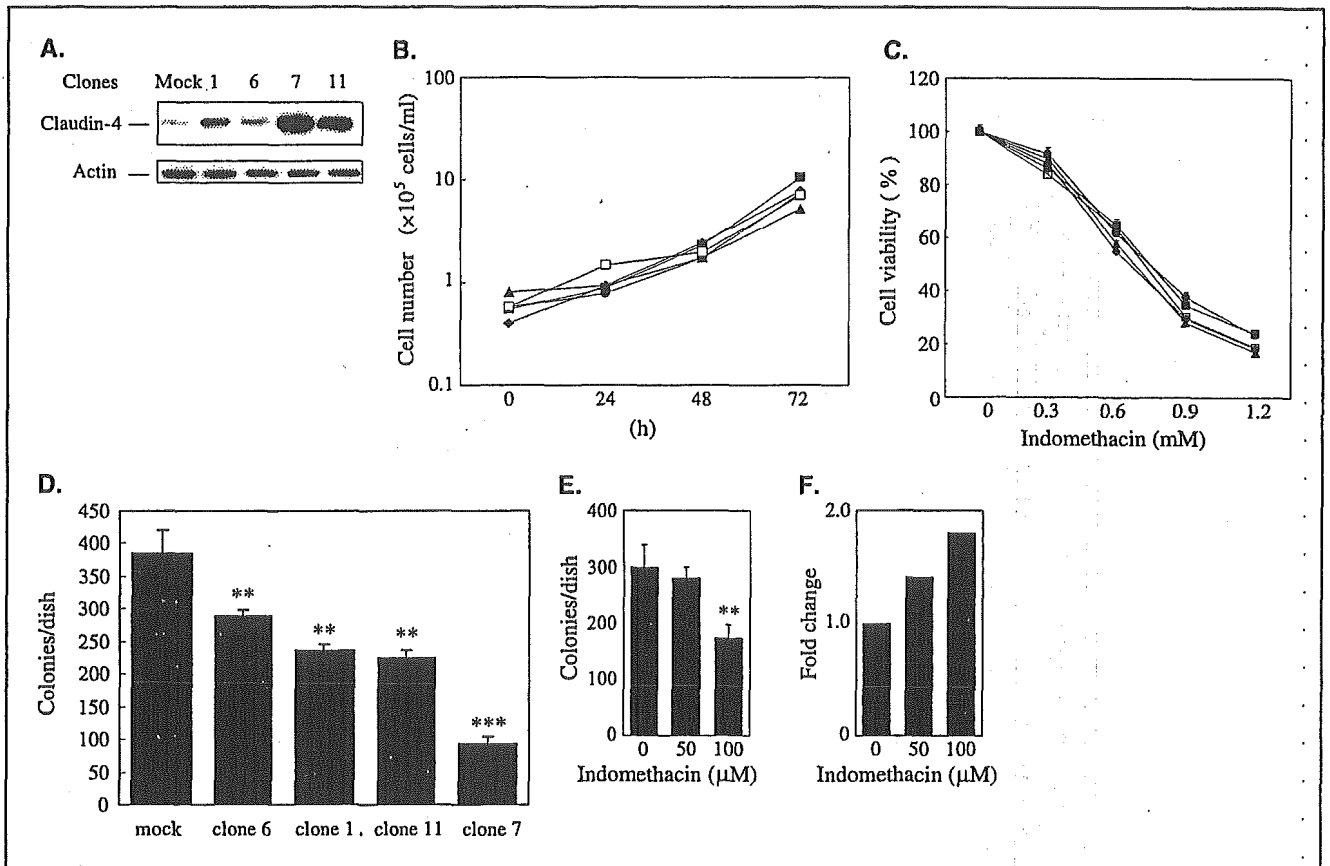 A.
Clones Mock 1 6 7 11
Claudin-4
Actin
B.
100
10
1
0.1
Cell number (×10⁵ cells/ml)
0 24 48 72
(h)
C.
120
100
80
60
40
20
0
Cell viability (%)
0 0.3 0.6 0.9 1.2
Indomethacin (mM)
D.
450
400
350
300
250
200
150
100
50
0
Colonies/dish
** ** ** ***
mock clone 6 clone 1 . clone 11 clone 7
E.
400
300
200
100
0
Colonies/dish
**
0 50 100
Indomethacin (µM)
F.
2.0
1.0
0
Fold change
0 50 100
Indomethacin (µM)